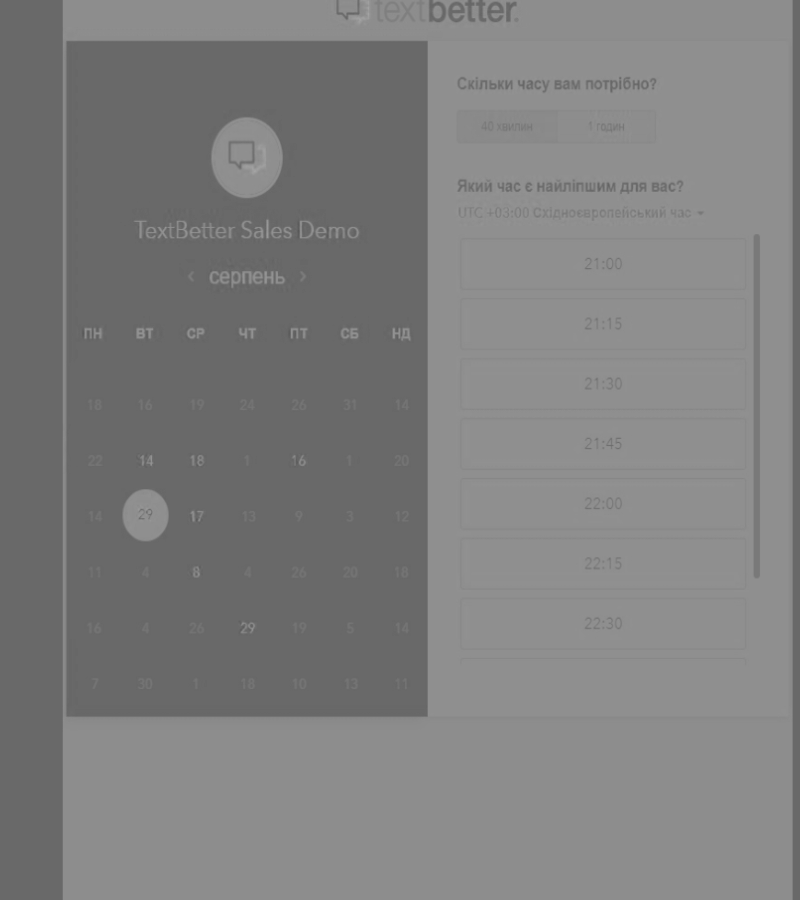 textbetter.
TextBetter Sales Demo
‹ серпень ›
ПН ВТ СР ЧТ ПТ СБ НД
18 16 19 24 26 31 14
22 14 18 1 16 1 20
14 29 17 13 9 3 12
11 4 8 4 26 20 18
16 4 26 29 19 5 14
7 30 1 18 10 13 11
Скільки часу вам потрібно?
40 хвилин 1 годин
Який час є найліпшим для вас?
UTC +03:00 Східноєвропейський час
21:00
21:15
21:30
21:45
22:00
22:15
22:30